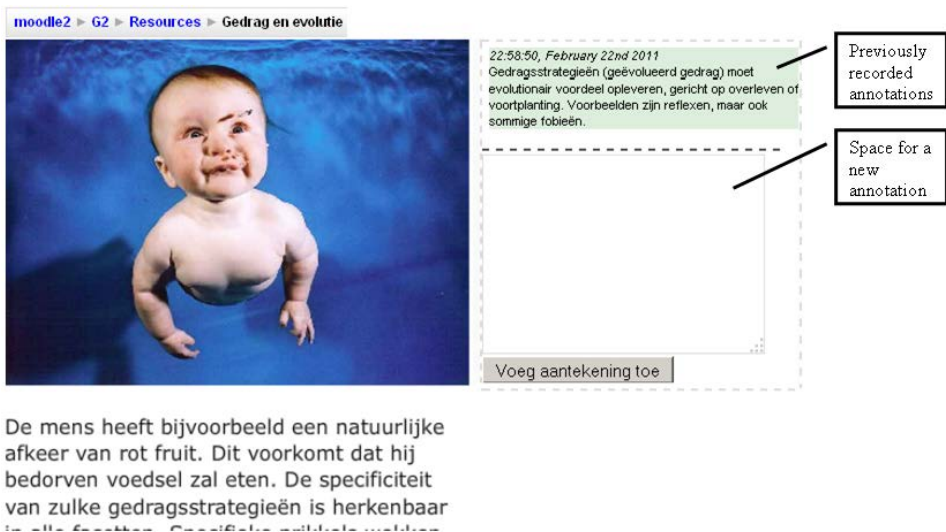 moodle2 ► G2 ► Resources ► Gedrag en evolutie
22:58:50, February 22nd 2011
Gedragsstrategieën (geëvolueerd gedrag) moet
evolutionair voordeel opleveren, gericht op overleven of
voortplanting. Voorbeelden zijn reflexen, maar ook
sommige fobieën.
Previously
recorded
annotations
Space for a
new
annotation
Voeg aantekening toe
De mens heeft bijvoorbeeld een natuurlijke
afkeer van rot fruit. Dit voorkomt dat hij
bedorven voedsel zal eten. De specificiteit
van zulke gedragsstrategieën is herkenbaar
in alle facetten. Specifieke prikkels wekken